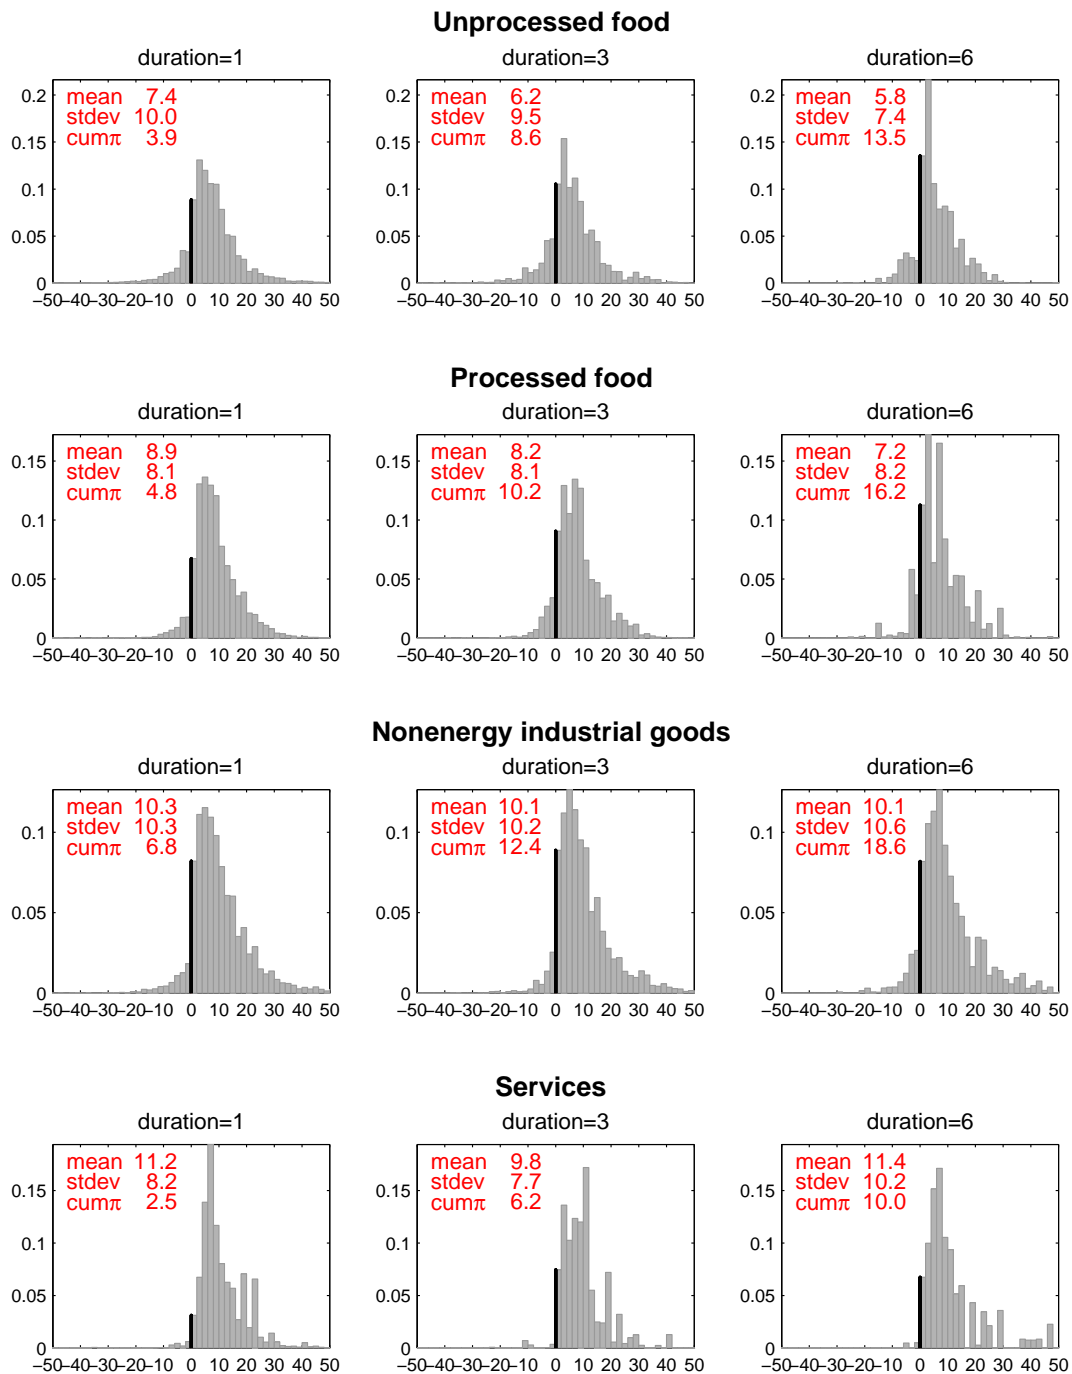 Unprocessed food
duration=1
duration=3
duration=6
mean 7.4
stdev 10.0
cumπ 3.9
mean 6.2
stdev 9.5
cumπ 8.6
mean 5.8
stdev 7.4
cumπ 13.5
0.2
0.15
0.1
0.05
0
0.2
0.15
0.1
0.05
0
0.2
0.15
0.1
0.05
0
−50−40−30−20−10 0 10 20 30 40 50
−50−40−30−20−10 0 10 20 30 40 50
−50−40−30−20−10 0 10 20 30 40 50
Processed food
duration=1
duration=3
duration=6
mean 8.9
stdev 8.1
cumπ 4.8
mean 8.2
stdev 8.1
cumπ 10.2
mean 7.2
stdev 8.2
cumπ 16.2
0.15
0.1
0.05
0
0.15
0.1
0.05
0
0.15
0.1
0.05
0
−50−40−30−20−10 0 10 20 30 40 50
−50−40−30−20−10 0 10 20 30 40 50
−50−40−30−20−10 0 10 20 30 40 50
Nonenergy industrial goods
duration=1
duration=3
duration=6
mean 10.3
stdev 10.3
cumπ 6.8
mean 10.1
stdev 10.2
cumπ 12.4
mean 10.1
stdev 10.6
cumπ 18.6
0.1
0.05
0
0.1
0.05
0
0.1
0.05
0
−50−40−30−20−10 0 10 20 30 40 50
−50−40−30−20−10 0 10 20 30 40 50
−50−40−30−20−10 0 10 20 30 40 50
Services
duration=1
duration=3
duration=6
mean 11.2
stdev 8.2
cumπ 2.5
mean 9.8
stdev 7.7
cumπ 6.2
mean 11.4
stdev 10.2
cumπ 10.0
0.15
0.1
0.05
0
0.15
0.1
0.05
0
0.15
0.1
0.05
0
−50−40−30−20−10 0 10 20 30 40 50
−50−40−30−20−10 0 10 20 30 40 50
−50−40−30−20−10 0 10 20 30 40 50